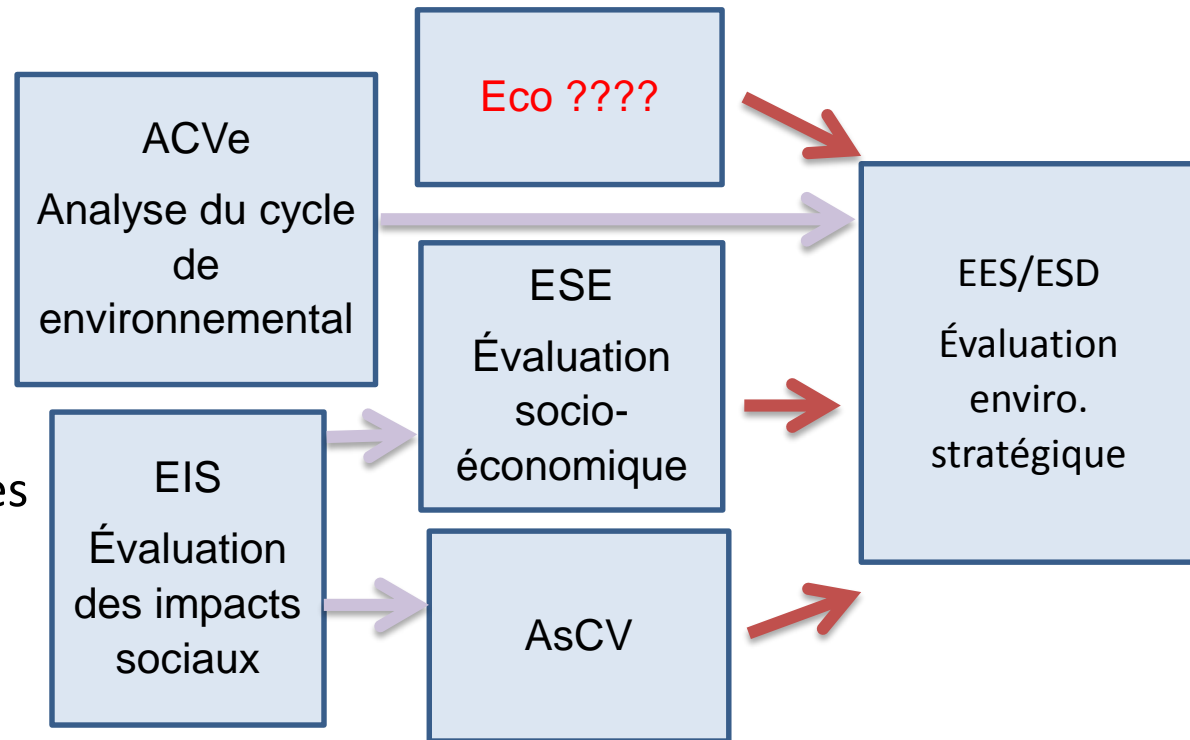 Eco ????
ACVe
Analyse du cycle
de
environnemental
ESE
Évaluation
socio-
économique
EES/ESD
Évaluation
enviro.
stratégique
es
EIS
Évaluation
des impacts
sociaux
AsCV